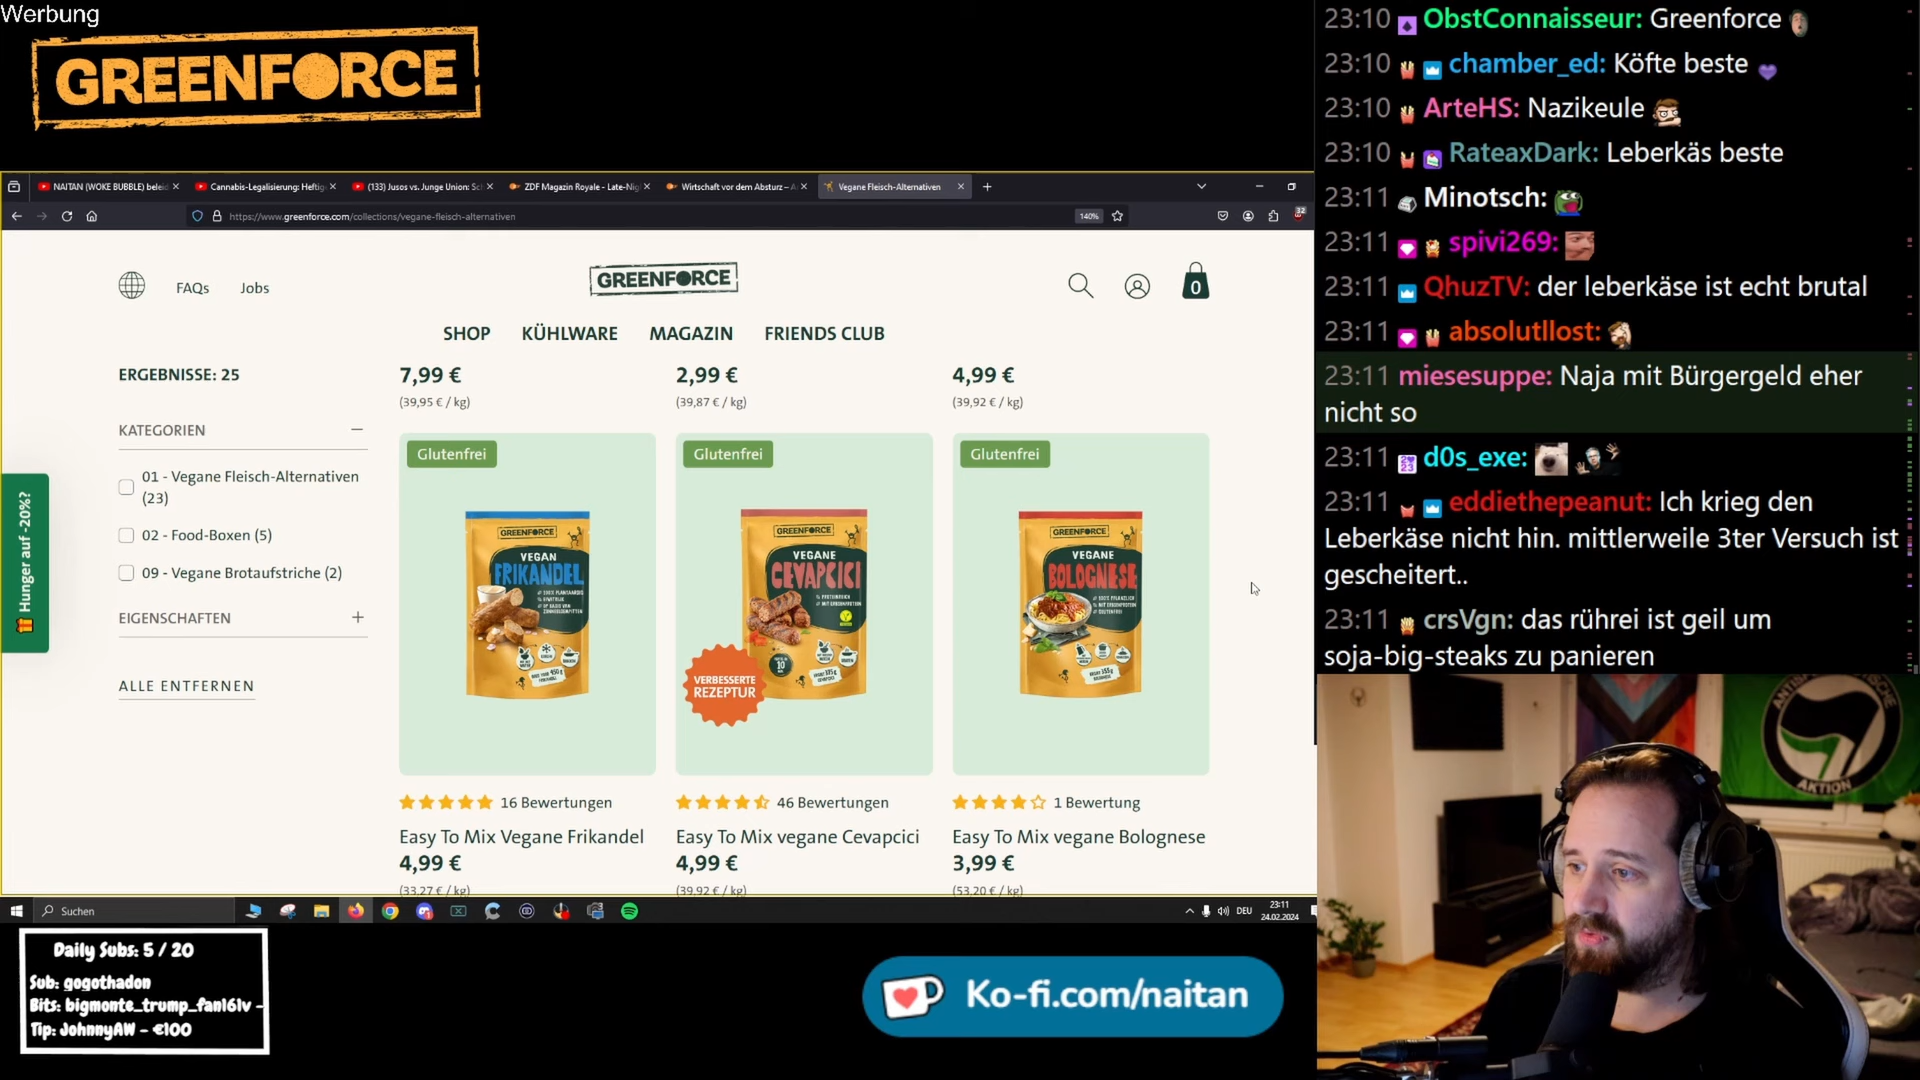 Werbung
GREENFORCE
NAITAN (WOKE BUBBLE) beleid
Cannabis-Legalisierung: Heftig
(133) Jusos vs. Junge Union: Sc
ZDF Magazin Royale - Late-Nig
Wirtschaft vor dem Absturz – A
Vegane Fleisch-Alternativen
https://www.greenforce.com/collections/vegane-fleisch-alternativen
140%
32
FAQs
Jobs
GREENFORCE
0
SHOP
KÜHLWARE
MAGAZIN
FRIENDS CLUB
ERGEBNISSE: 25
KATEGORIEN
01 - Vegane Fleisch-Alternativen
(23)
02 - Food-Boxen (5)
09 - Vegane Brotaufstriche (2)
EIGENSCHAFTEN
ALLE ENTFERNEN
Hunger auf -20%?
7,99 €
(39,95 € / kg)
2,99 €
(39,87 € / kg)
4,99 €
(39,92 € / kg)
Glutenfrei
GREENFORCE
VEGAN
FRIKANDEL
Glutenfrei
GREENFORCE
VEGANE
CEVAPCICI
VERBESSERTE
REZEPTUR
Glutenfrei
GREENFORCE
VEGANE
BOLOGNESE
16 Bewertungen
Easy To Mix Vegane Frikandel
4,99 €
(33,27 € / kg)
46 Bewertungen
Easy To Mix vegane Cevapcici
4,99 €
(39,92 € / kg)
1 Bewertung
Easy To Mix vegane Bolognese
3,99 €
(53,20 € / kg)
Suchen
DEU
23:11
24.02.2024
Daily Subs: 5 / 20
Sub: gogothadon
Bits: bigmonte_trump_fan161v -
Tip: JohnnyAW - €100
Ko-fi.com/naitan
23:10 ObstConnaisseur: Greenforce
23:10 chamber_ed: Köfte beste
23:10 ArteHS: Nazikeule
23:10 RateaxDark: Leberkäs beste
23:11 Minotsch:
23:11 spivi269:
23:11 QhuzTV: der leberkäse ist echt brutal
23:11 absolutllost:
23:11 miesesuppe: Naja mit Bürgergeld eher
nicht so
23:11 d0s_exe:
23:11 eddiethepeanut: Ich krieg den
Leberkäse nicht hin. mittlerweile 3ter Versuch ist
gescheitert..
23:11 crsVgn: das rührei ist geil um
soja-big-steaks zu panieren
AKTION